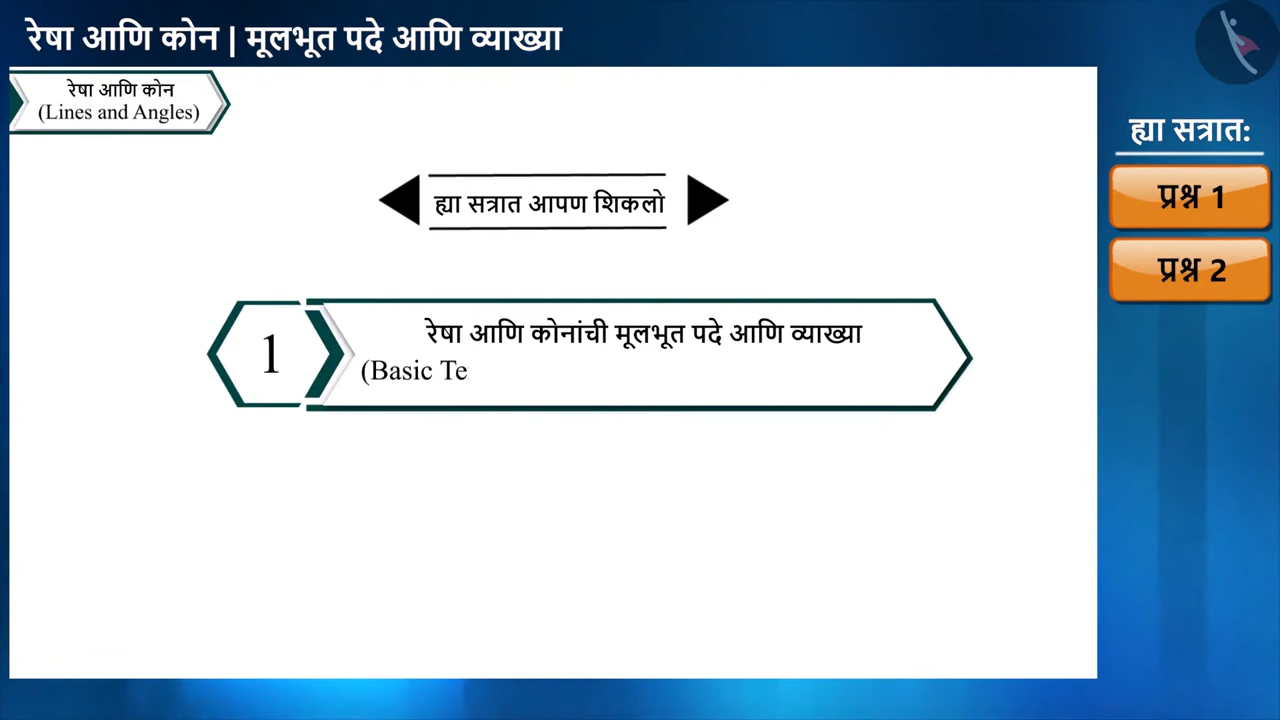 रेषा आणि कोन | मूलभूत पदे आणि व्याख्या
रेषा आणि कोन
(Lines and Angles)
ह्या सत्रात आपण शिकलो
1
रेषा आणि कोनांची मूलभूत पदे आणि व्याख्या
(Basic Te
ह्या सत्रात:
प्रश्न 1
प्रश्न 2